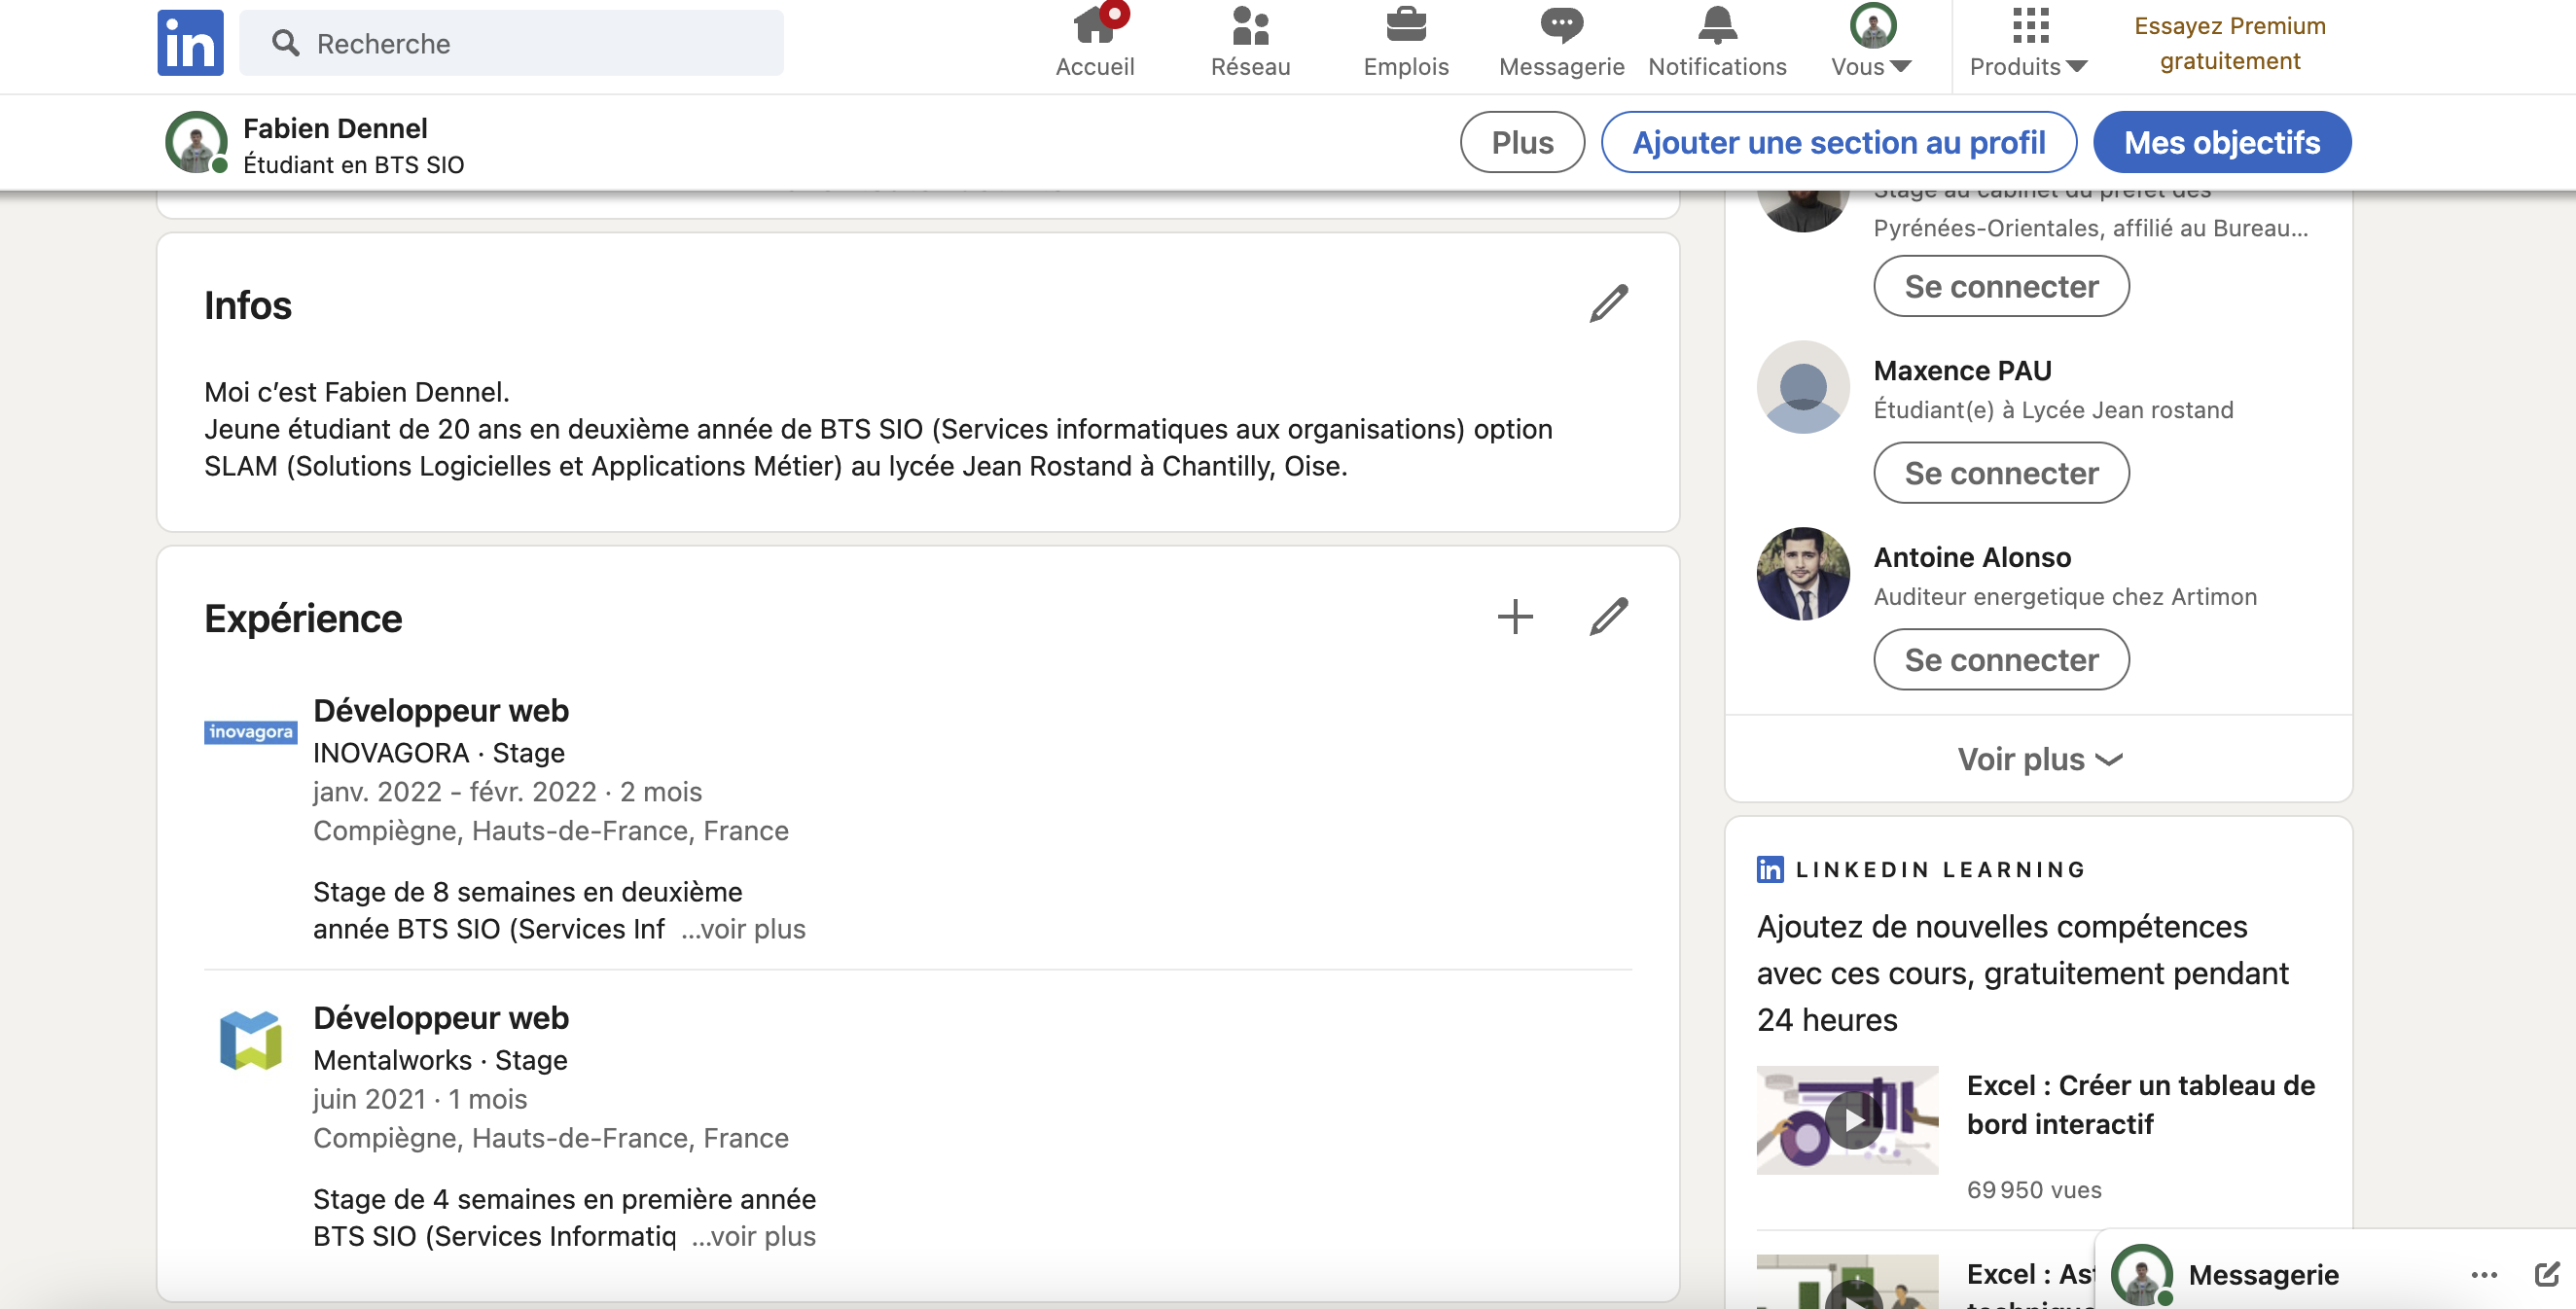 in
Recherche
Accueil
Réseau
Emplois
Messagerie
Notifications
Vous
Produits
Essayez Premium
gratuitement
Fabien Dennel
Étudiant en BTS SIO
Plus
Ajouter une section au profil
Mes objectifs
Infos
Moi c’est Fabien Dennel.
Jeune étudiant de 20 ans en deuxième année de BTS SIO (Services informatiques aux organisations) option
SLAM (Solutions Logicielles et Applications Métier) au lycée Jean Rostand à Chantilly, Oise.
Expérience
inovagora
Développeur web
INOVAGORA · Stage
janv. 2022 - févr. 2022 · 2 mois
Compiègne, Hauts-de-France, France
Stage de 8 semaines en deuxième
année BTS SIO (Services Inf ...voir plus
Développeur web
Mentalworks · Stage
juin 2021 · 1 mois
Compiègne, Hauts-de-France, France
Stage de 4 semaines en première année
BTS SIO (Services Informatiq ...voir plus
Stage au cabinet du préfet des
Pyrénées-Orientales, affilié au Bureau...
Se connecter
Maxence PAU
Étudiant(e) à Lycée Jean rostand
Se connecter
Antoine Alonso
Auditeur energetique chez Artimon
Se connecter
Voir plus
in LINKEDIN LEARNING
Ajoutez de nouvelles compétences
avec ces cours, gratuitement pendant
24 heures
Excel : Créer un tableau de
bord interactif
69 950 vues
Excel :
Messagerie